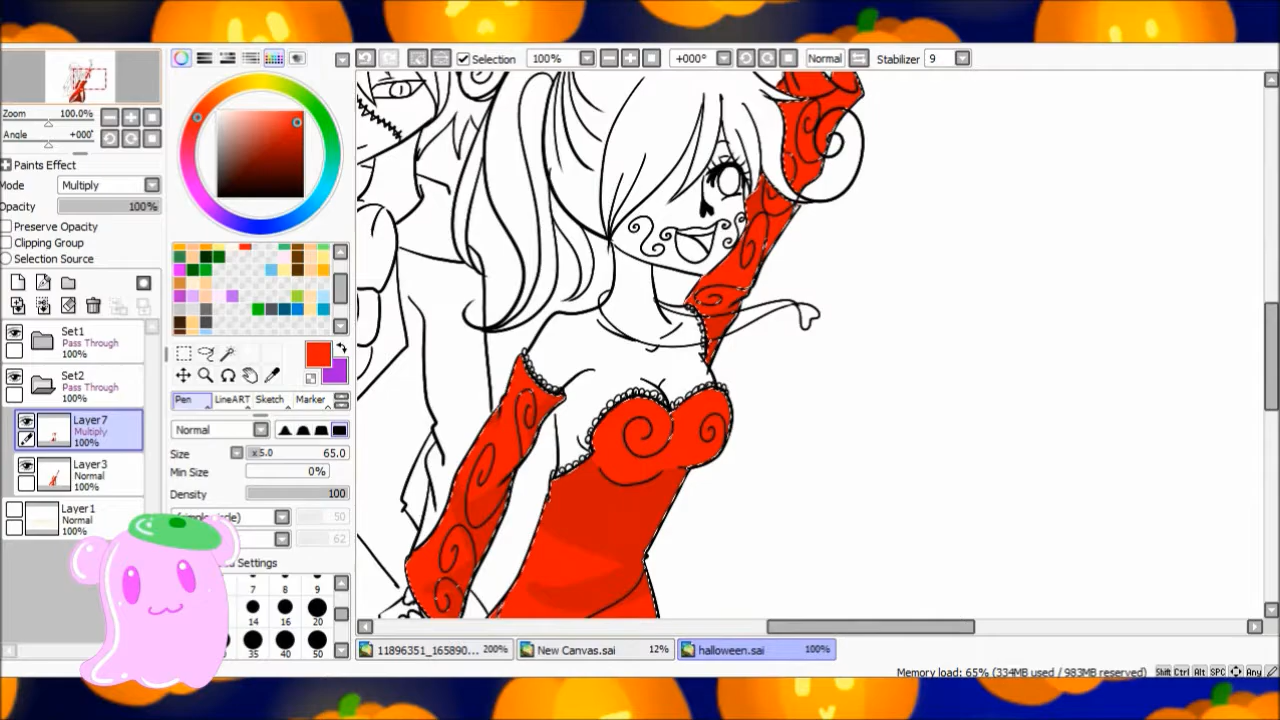 Selection 100% +000° Normal Stabilizer 9
Zoom 100.0%
Angle +000°
Paints Effect
Mode Multiply
Opacity 100%
Preserve Opacity
Clipping Group
Selection Source
Set1
Pass Through
100%
Set2
Pass Through
100%
Layer7
Multiply
100%
Layer3
Normal
100%
Layer1
Normal
100%
Pen LineART Sketch Marker
Normal
Size x5.0 65.0
Min Size 0%
Density 100
50
62
Settings
7 8 9
14 16 20
35 40 50
11896351_165890... 200% New Canvas.sai 12% halloween.sai 100%
Memory load: 65% (334MB used / 983MB reserved) Shift Ctrl Alt SPC Any